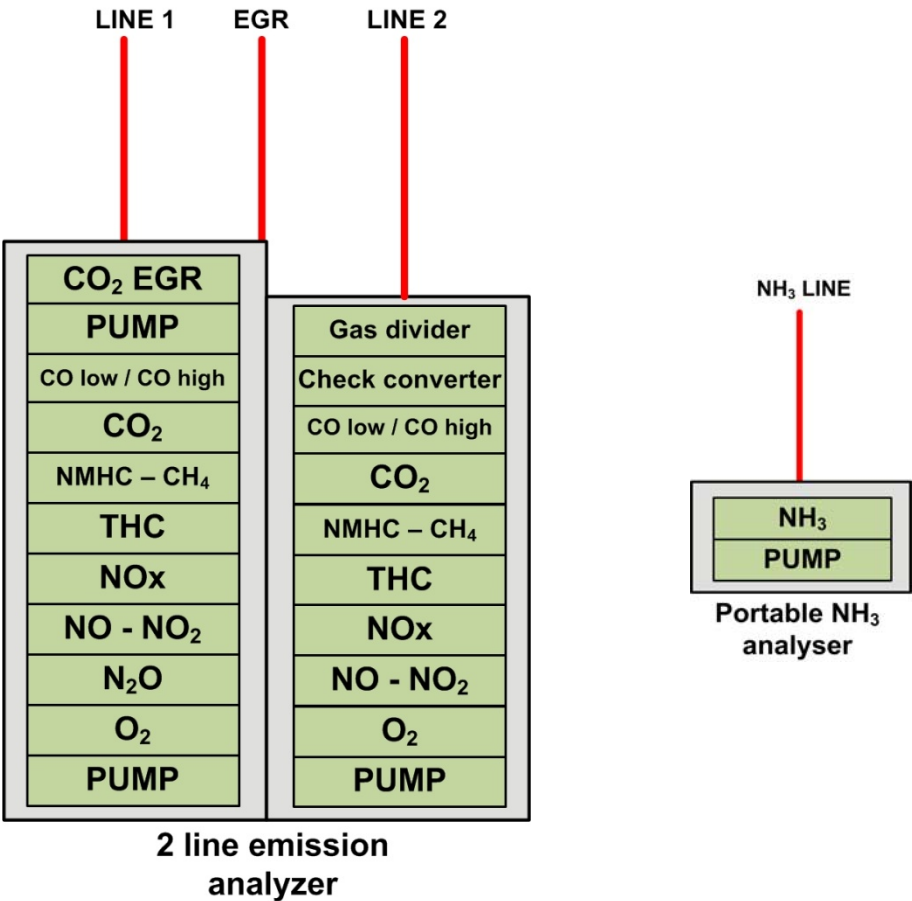 LINE 1
EGR
LINE 2
CO₂ EGR
PUMP
CO low / CO high
CO₂
NMHC – CH₄
THC
NOx
NO - NO₂
N₂O
O₂
PUMP
Gas divider
Check converter
CO low / CO high
CO₂
NMHC – CH₄
THC
NOx
NO - NO₂
O₂
PUMP
2 line emission
analyzer
NH₃ LINE
NH₃
PUMP
Portable NH₃
analyser